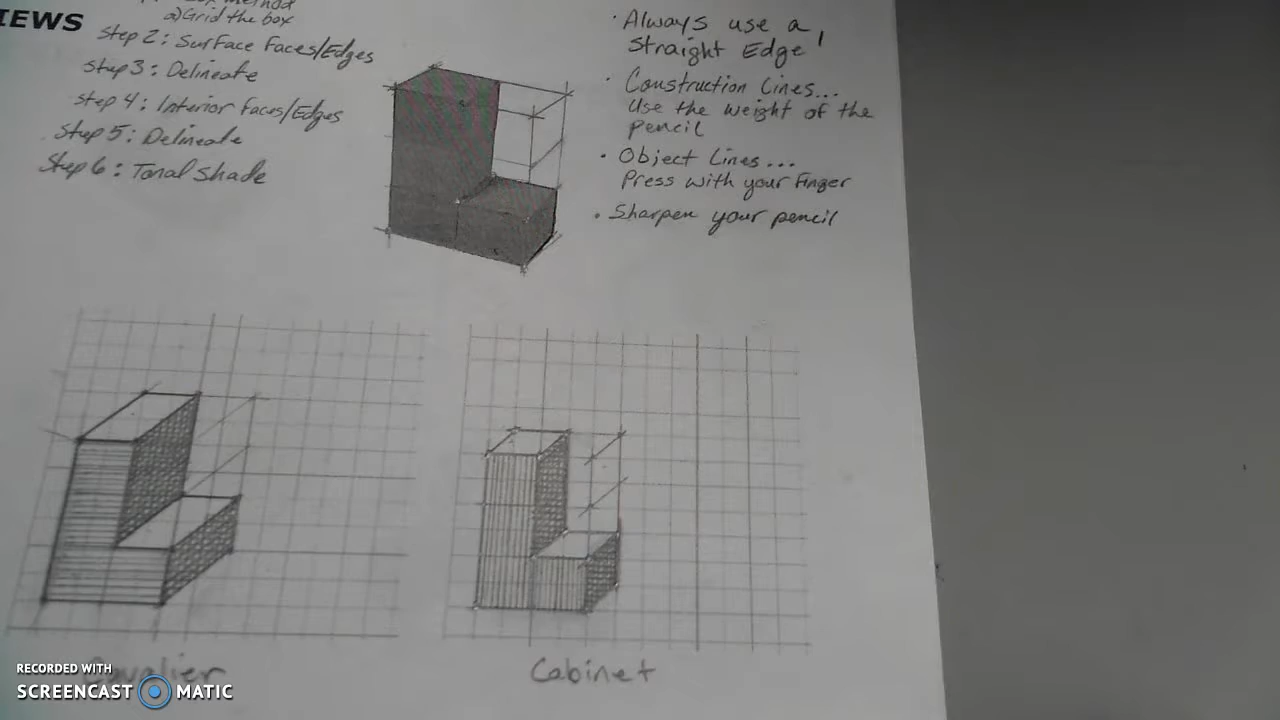 IEWS
a) Grid the box
Step 2: Surface Faces/Edges
Step 3: Delineate
Step 4: Interior Faces/Edges
Step 5: Delineate
Step 6: Tonal Shade
• Always use a
Straight Edge!
• Construction Lines...
Use the weight of the
pencil
• Object Lines...
Press with your Finger
• Sharpen your pencil
Cavalier
Cabinet
RECORDED WITH
SCREENCAST MATIC